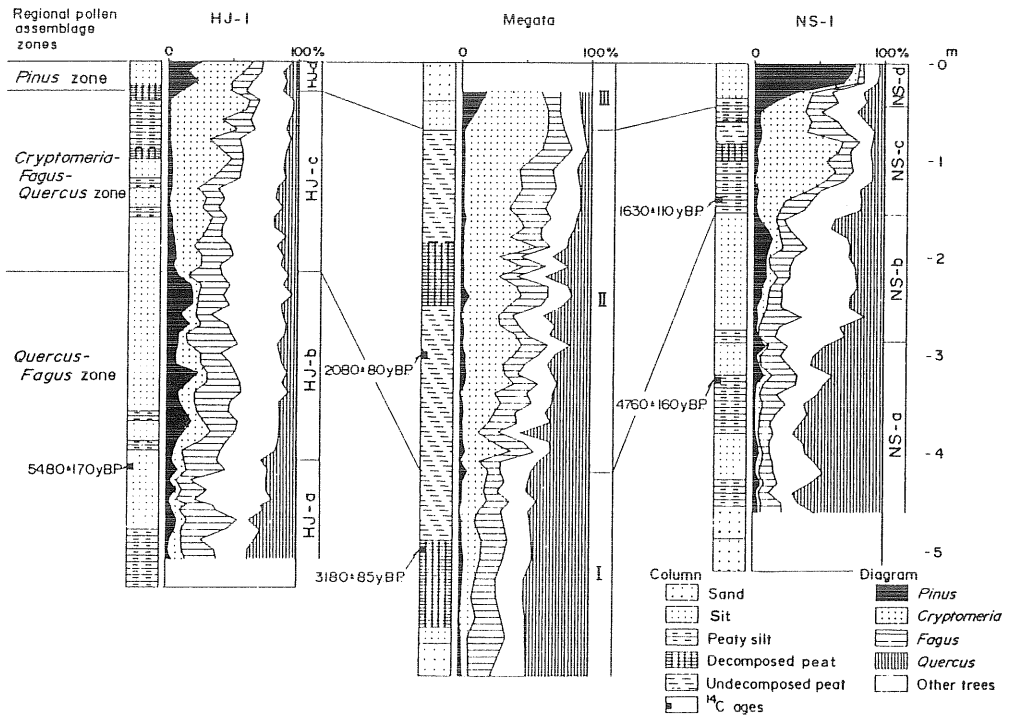 Regional pollen
assemblage
zones
HJ-I
Megata
NS-I
0
100%
0
100%
0
100%
m
Pinus zone
Cryptomeria-
Fagus-
Quercus zone
Quercus-
Fagus zone
HJ-d
HJ-c
HJ-b
HJ-a
III
II
I
NS-d
NS-c
NS-b
NS-a
- 0
- 1
- 2
- 3
- 4
- 5
5480±170yBP
2080±80yBP
3180±85yBP
1630±110yBP
4760±160yBP
Column
Sand
Sit
Peaty silt
Decomposed peat
Undecomposed peat
14C ages
Diagram
Pinus
Cryptomeria
Fagus
Quercus
Other trees